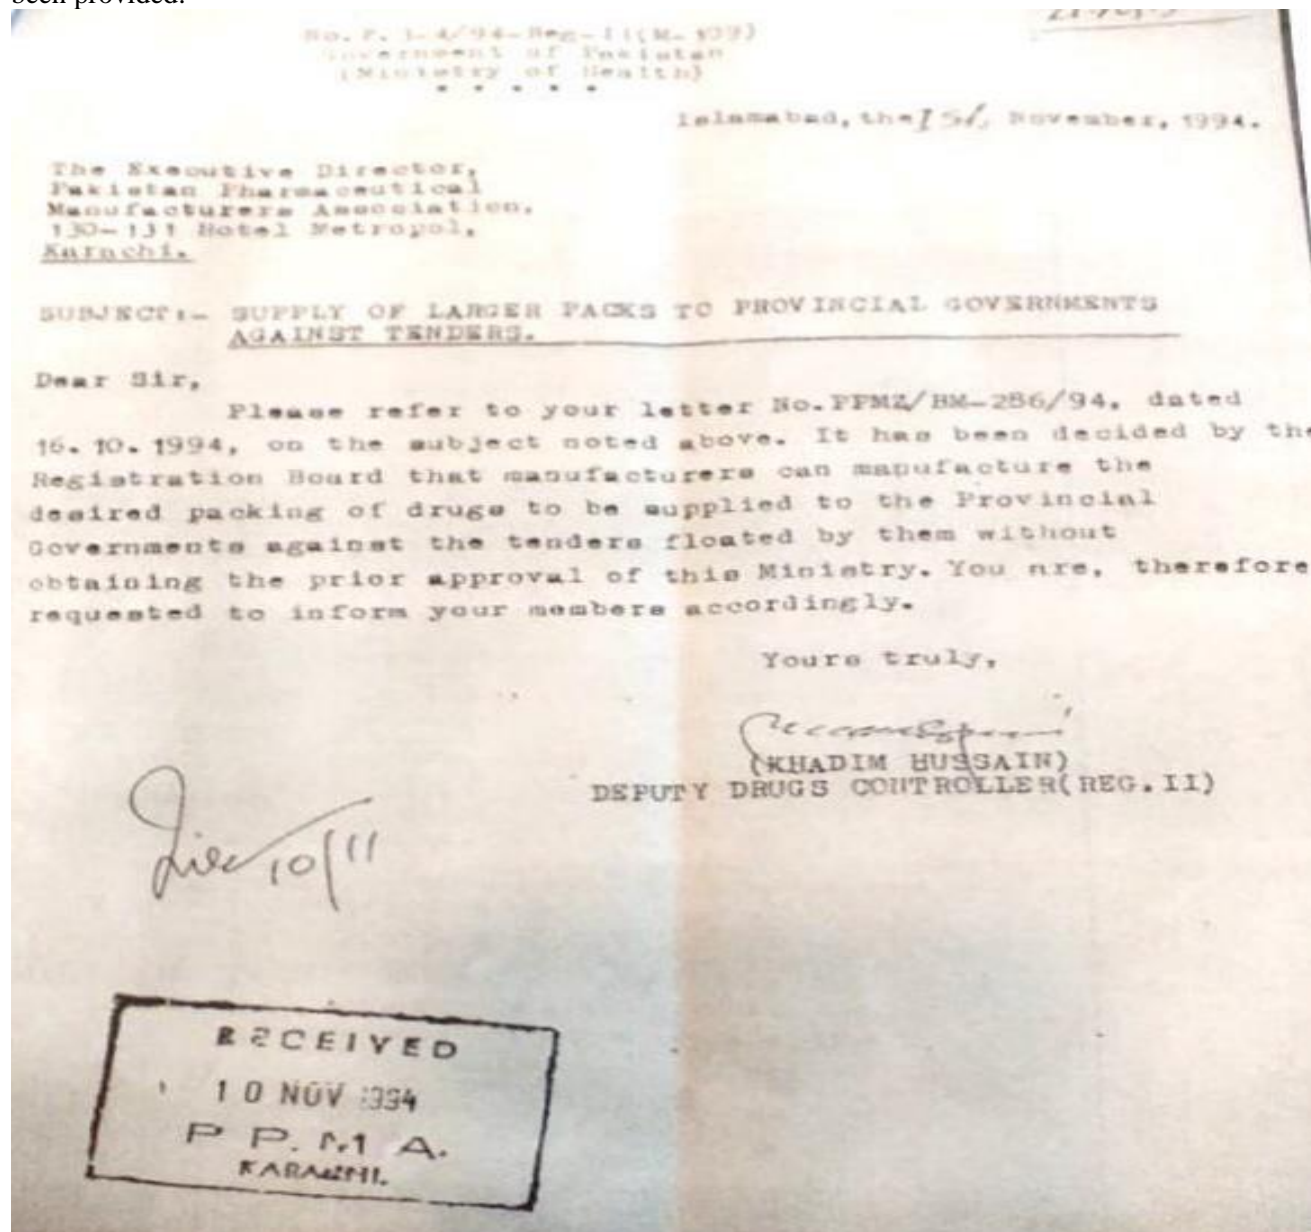 been provided.
Government of Pakistan
(Ministry of Health)
* * * * *
Islamabad, the November, 1994.
The Executive Director,
Pakistan Pharmaceutical
Manufacturers Association,
130-131 Hotel Metropol,
Karachi.
SUBJECT:- SUPPLY OF LARGER PACKS TO PROVINCIAL GOVERNMENTS
AGAINST TENDERS.
Dear Sir,
Please refer to your letter No.PPMZ/HM-286/94, dated
16.10.1994, on the subject noted above. It has been decided by the
Registration Board that manufacturers can manufacture the
desired packing of drugs to be supplied to the Provincial
Governments against the tenders floated by them without
obtaining the prior approval of this Ministry. You are, therefore
requested to inform your members accordingly.
Yours truly,
(KHADIM HUSSAIN)
DEPUTY DRUGS CONTROLLER(REG.II)
10/11
RECEIVED
10 NOV 1994
P P.M A.
KARACHI.